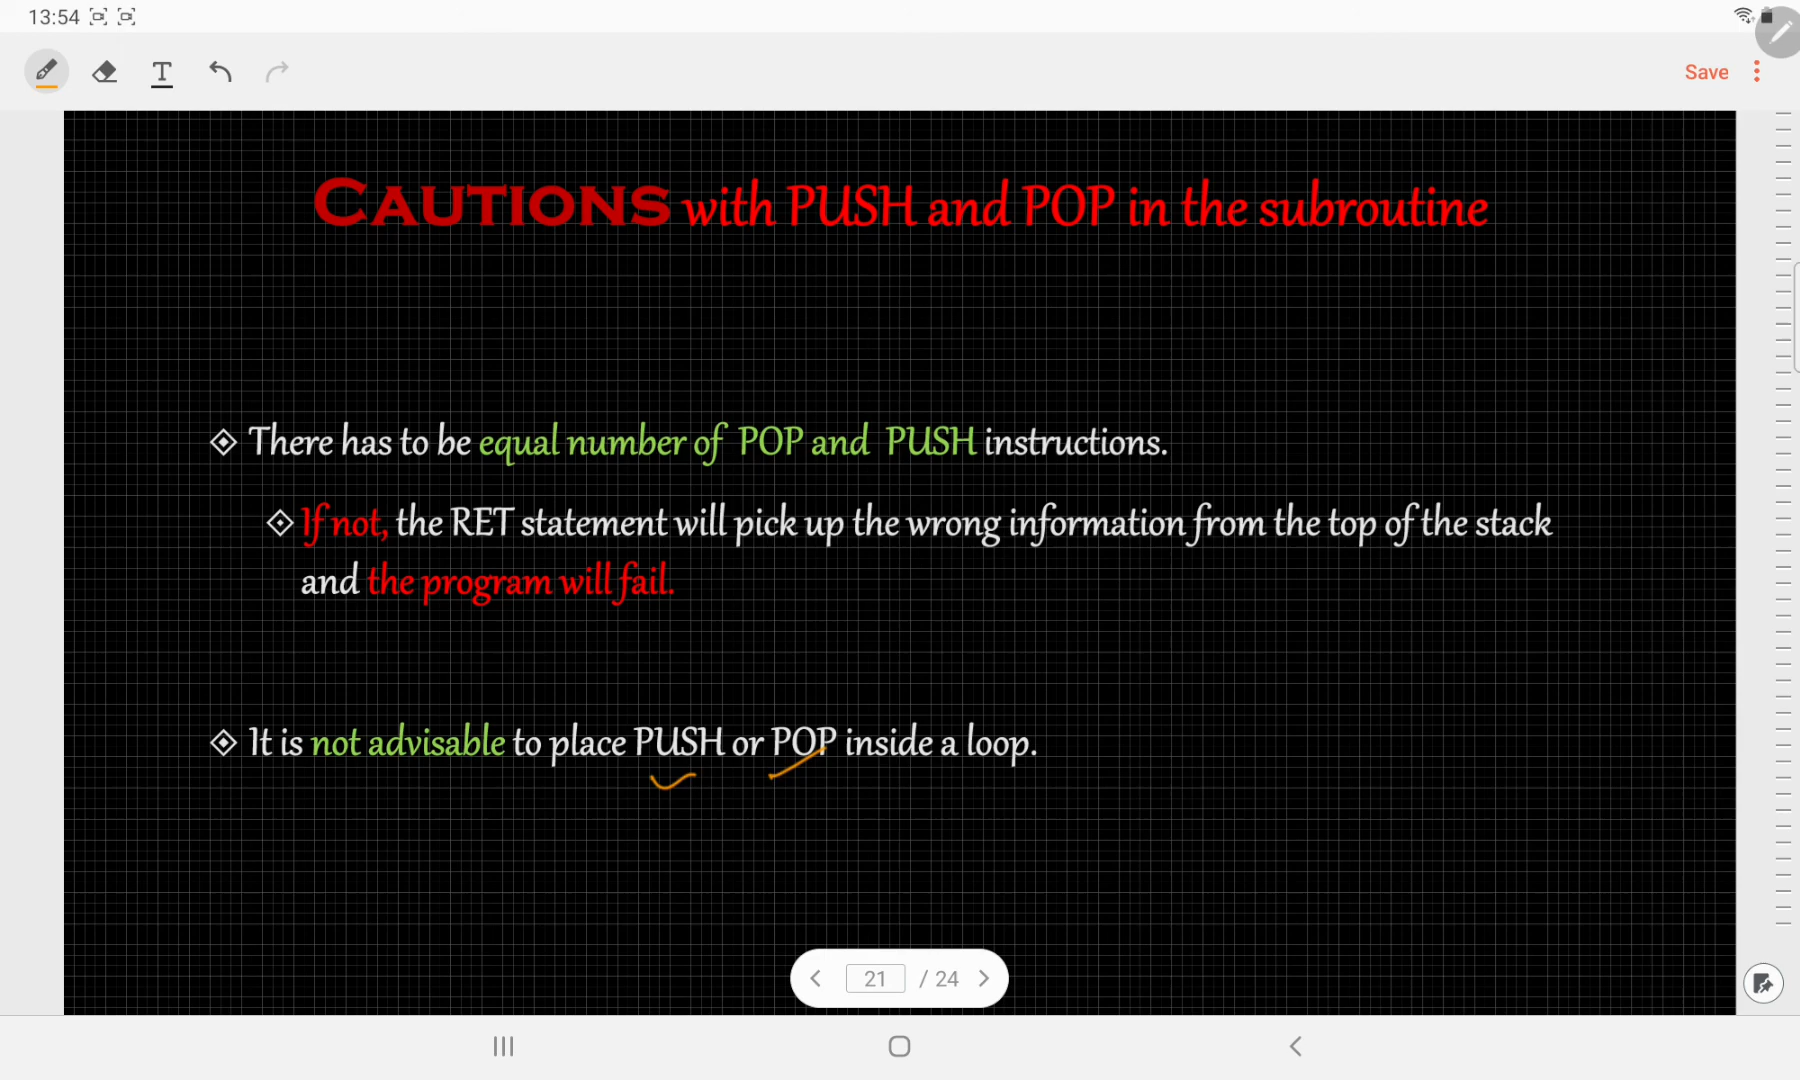 13:54
T
Save
CAUTIONS with PUSH and POP in the subroutine
There has to be equal number of POP and PUSH instructions.
If not, the RET statement will pick up the wrong information from the top of the stack
and the program will fail.
It is not advisable to place PUSH or POP inside a loop.
21 / 24